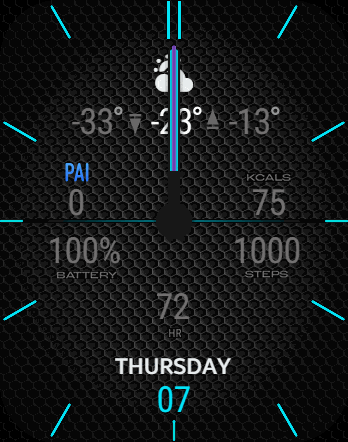 -33° -23° -13°
PAI KCALS
0 75
100% 1000
BATTERY STEPS
72
HR
THURSDAY
07